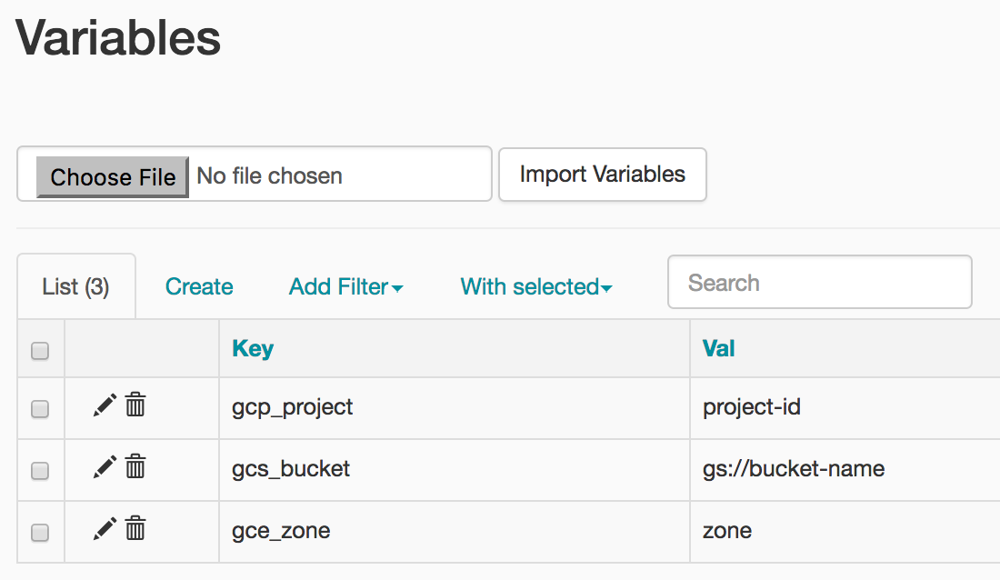 Variables
Choose File No file chosen Import Variables
List (3) Create Add Filter With selected Search
Key Val
gcp_project project-id
gcs_bucket gs://bucket-name
gce_zone zone